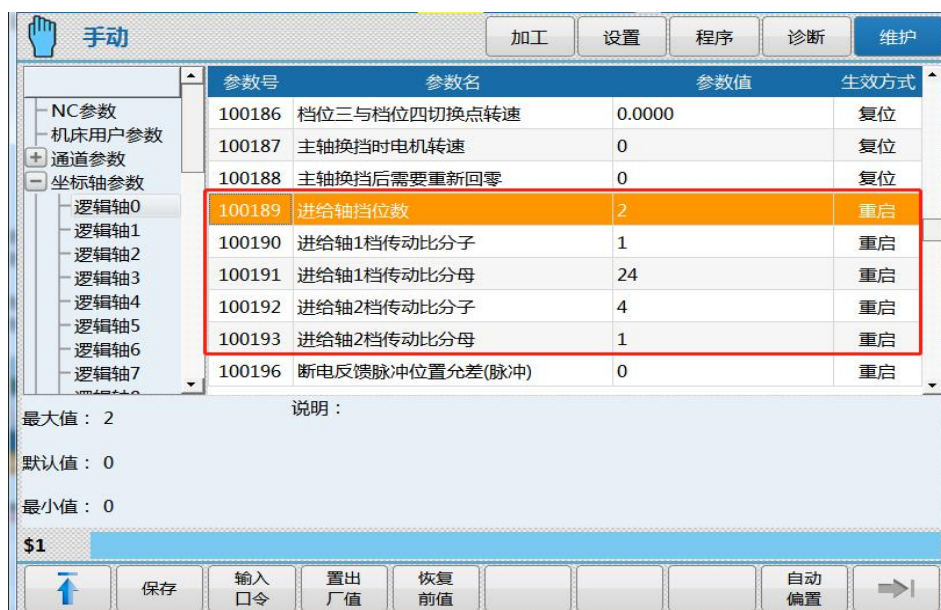 手动 加工 设置 程序 诊断 维护
参数号 参数名 参数值 生效方式
NC参数
机床用户参数
通道参数
坐标轴参数
逻辑轴0
逻辑轴1
逻辑轴2
逻辑轴3
逻辑轴4
逻辑轴5
逻辑轴6
逻辑轴7
100186 档位三与档位四切换点转速 0.0000 复位
100187 主轴换挡时电机转速 0 复位
100188 主轴换挡后需要重新回零 0 复位
100189 进给轴挡位数 2 重启
100190 进给轴1档传动比分子 1 重启
100191 进给轴1档传动比分母 24 重启
100192 进给轴2档传动比分子 4 重启
100193 进给轴2档传动比分母 1 重启
100196 断电反馈脉冲位置允差(脉冲) 0 重启
最大值： 2
说明：
默认值： 0
最小值： 0
$1
保存 输入口令 置出厂值 恢复前值 自动偏置